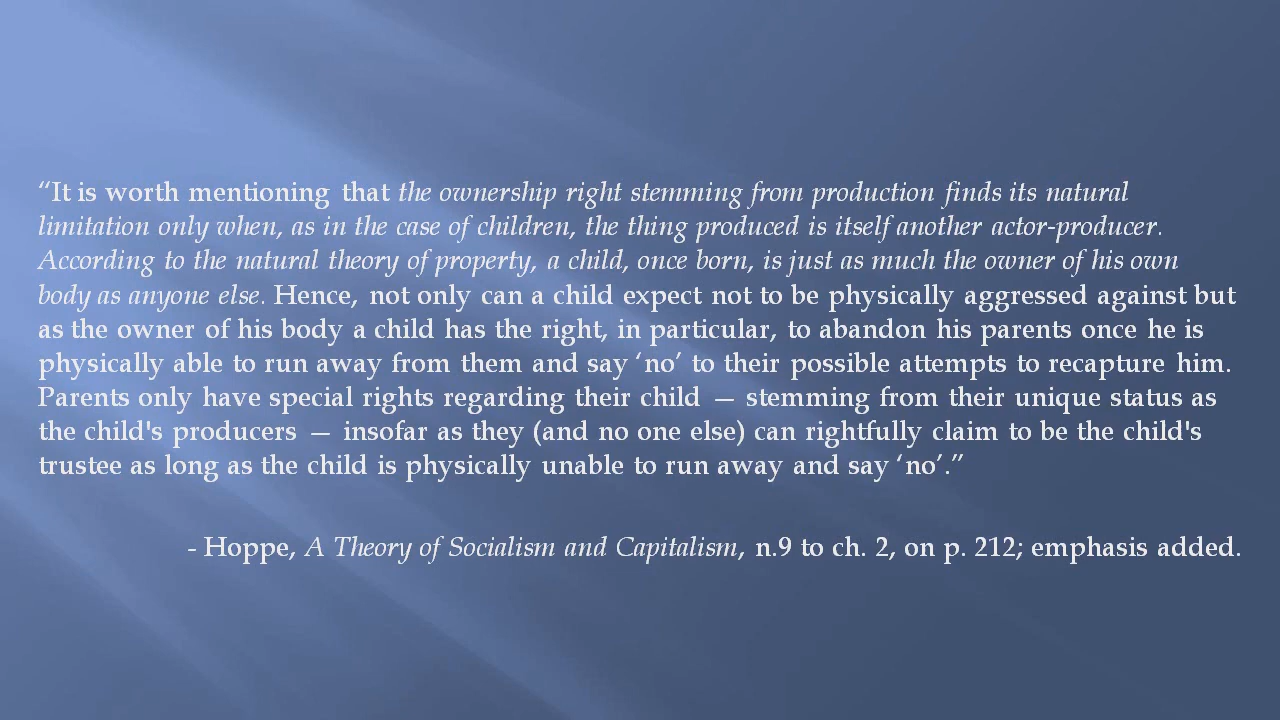 “It is worth mentioning that the ownership right stemming from production finds its natural
limitation only when, as in the case of children, the thing produced is itself another actor-producer.
According to the natural theory of property, a child, once born, is just as much the owner of his own
body as anyone else. Hence, not only can a child expect not to be physically aggressed against but
as the owner of his body a child has the right, in particular, to abandon his parents once he is
physically able to run away from them and say ‘no’ to their possible attempts to recapture him.
Parents only have special rights regarding their child — stemming from their unique status as
the child's producers — insofar as they (and no one else) can rightfully claim to be the child's
trustee as long as the child is physically unable to run away and say ‘no’.”
- Hoppe, A Theory of Socialism and Capitalism, n.9 to ch. 2, on p. 212; emphasis added.